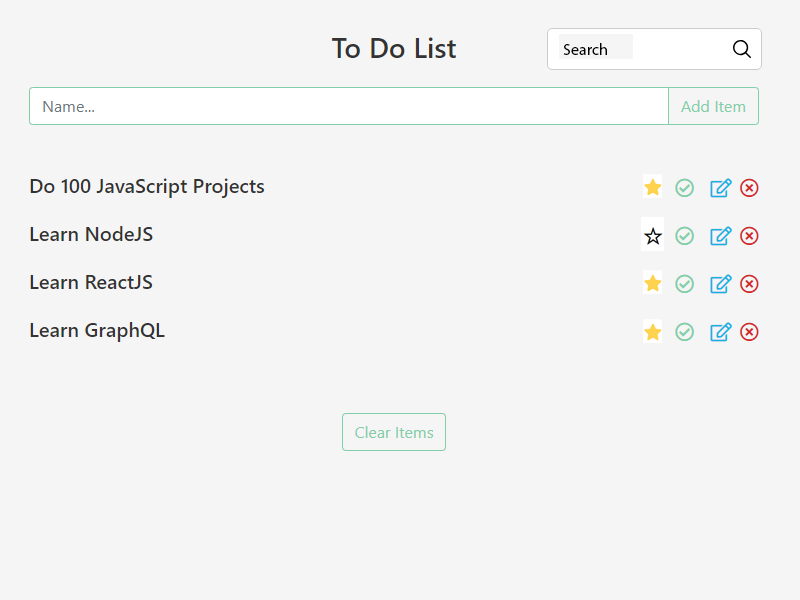 To Do List
Search
Name...
Add Item
Do 100 JavaScript Projects
Learn NodeJS
Learn ReactJS
Learn GraphQL
Clear Items